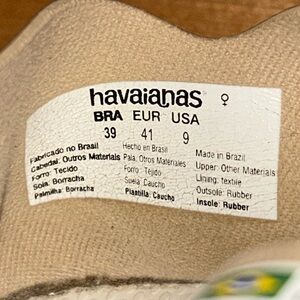 havaianas ♀
BRA EUR USA
39 41 9
Fabricado no Brasil
Cabedal: Outros Materiais
Forro: Tecido
Sola: Borracha
Palmilha: Borracha
Hecho en Brasil
Pala: Otros Materiales
Forro: Tejido
Suela: Caucho
Plantilla: Caucho
Made in Brazil
Upper: Other Materials
Lining: textile
Outsole: Rubber
Insole: Rubber